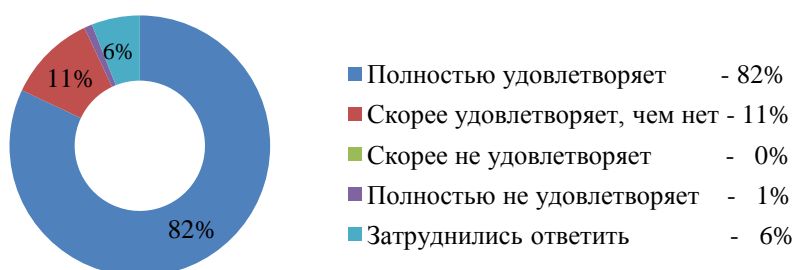 6%
11%
82%
Полностью удовлетворяет - 82%
Скорее удовлетворяет, чем нет - 11%
Скорее не удовлетворяет - 0%
Полностью не удовлетворяет - 1%
Затруднились ответить - 6%